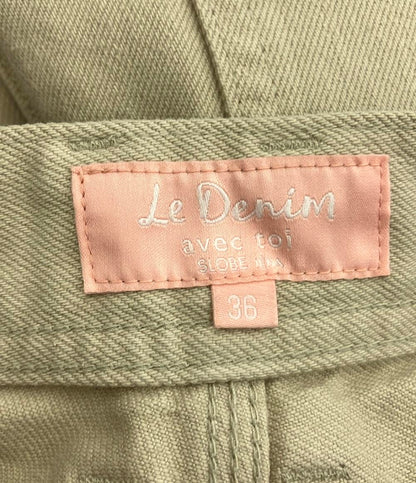 Le Denim
avec toi
SLOBE IENA
36